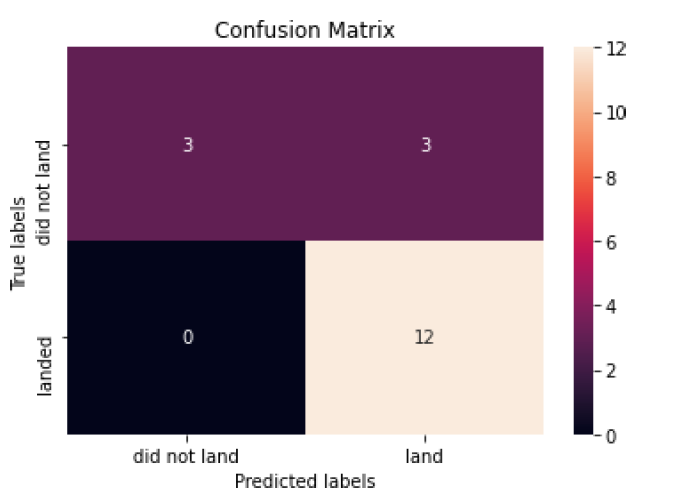 Confusion Matrix
True labels
did not land
landed
3
3
0
12
did not land
land
Predicted labels
12
10
8
6
4
2
0